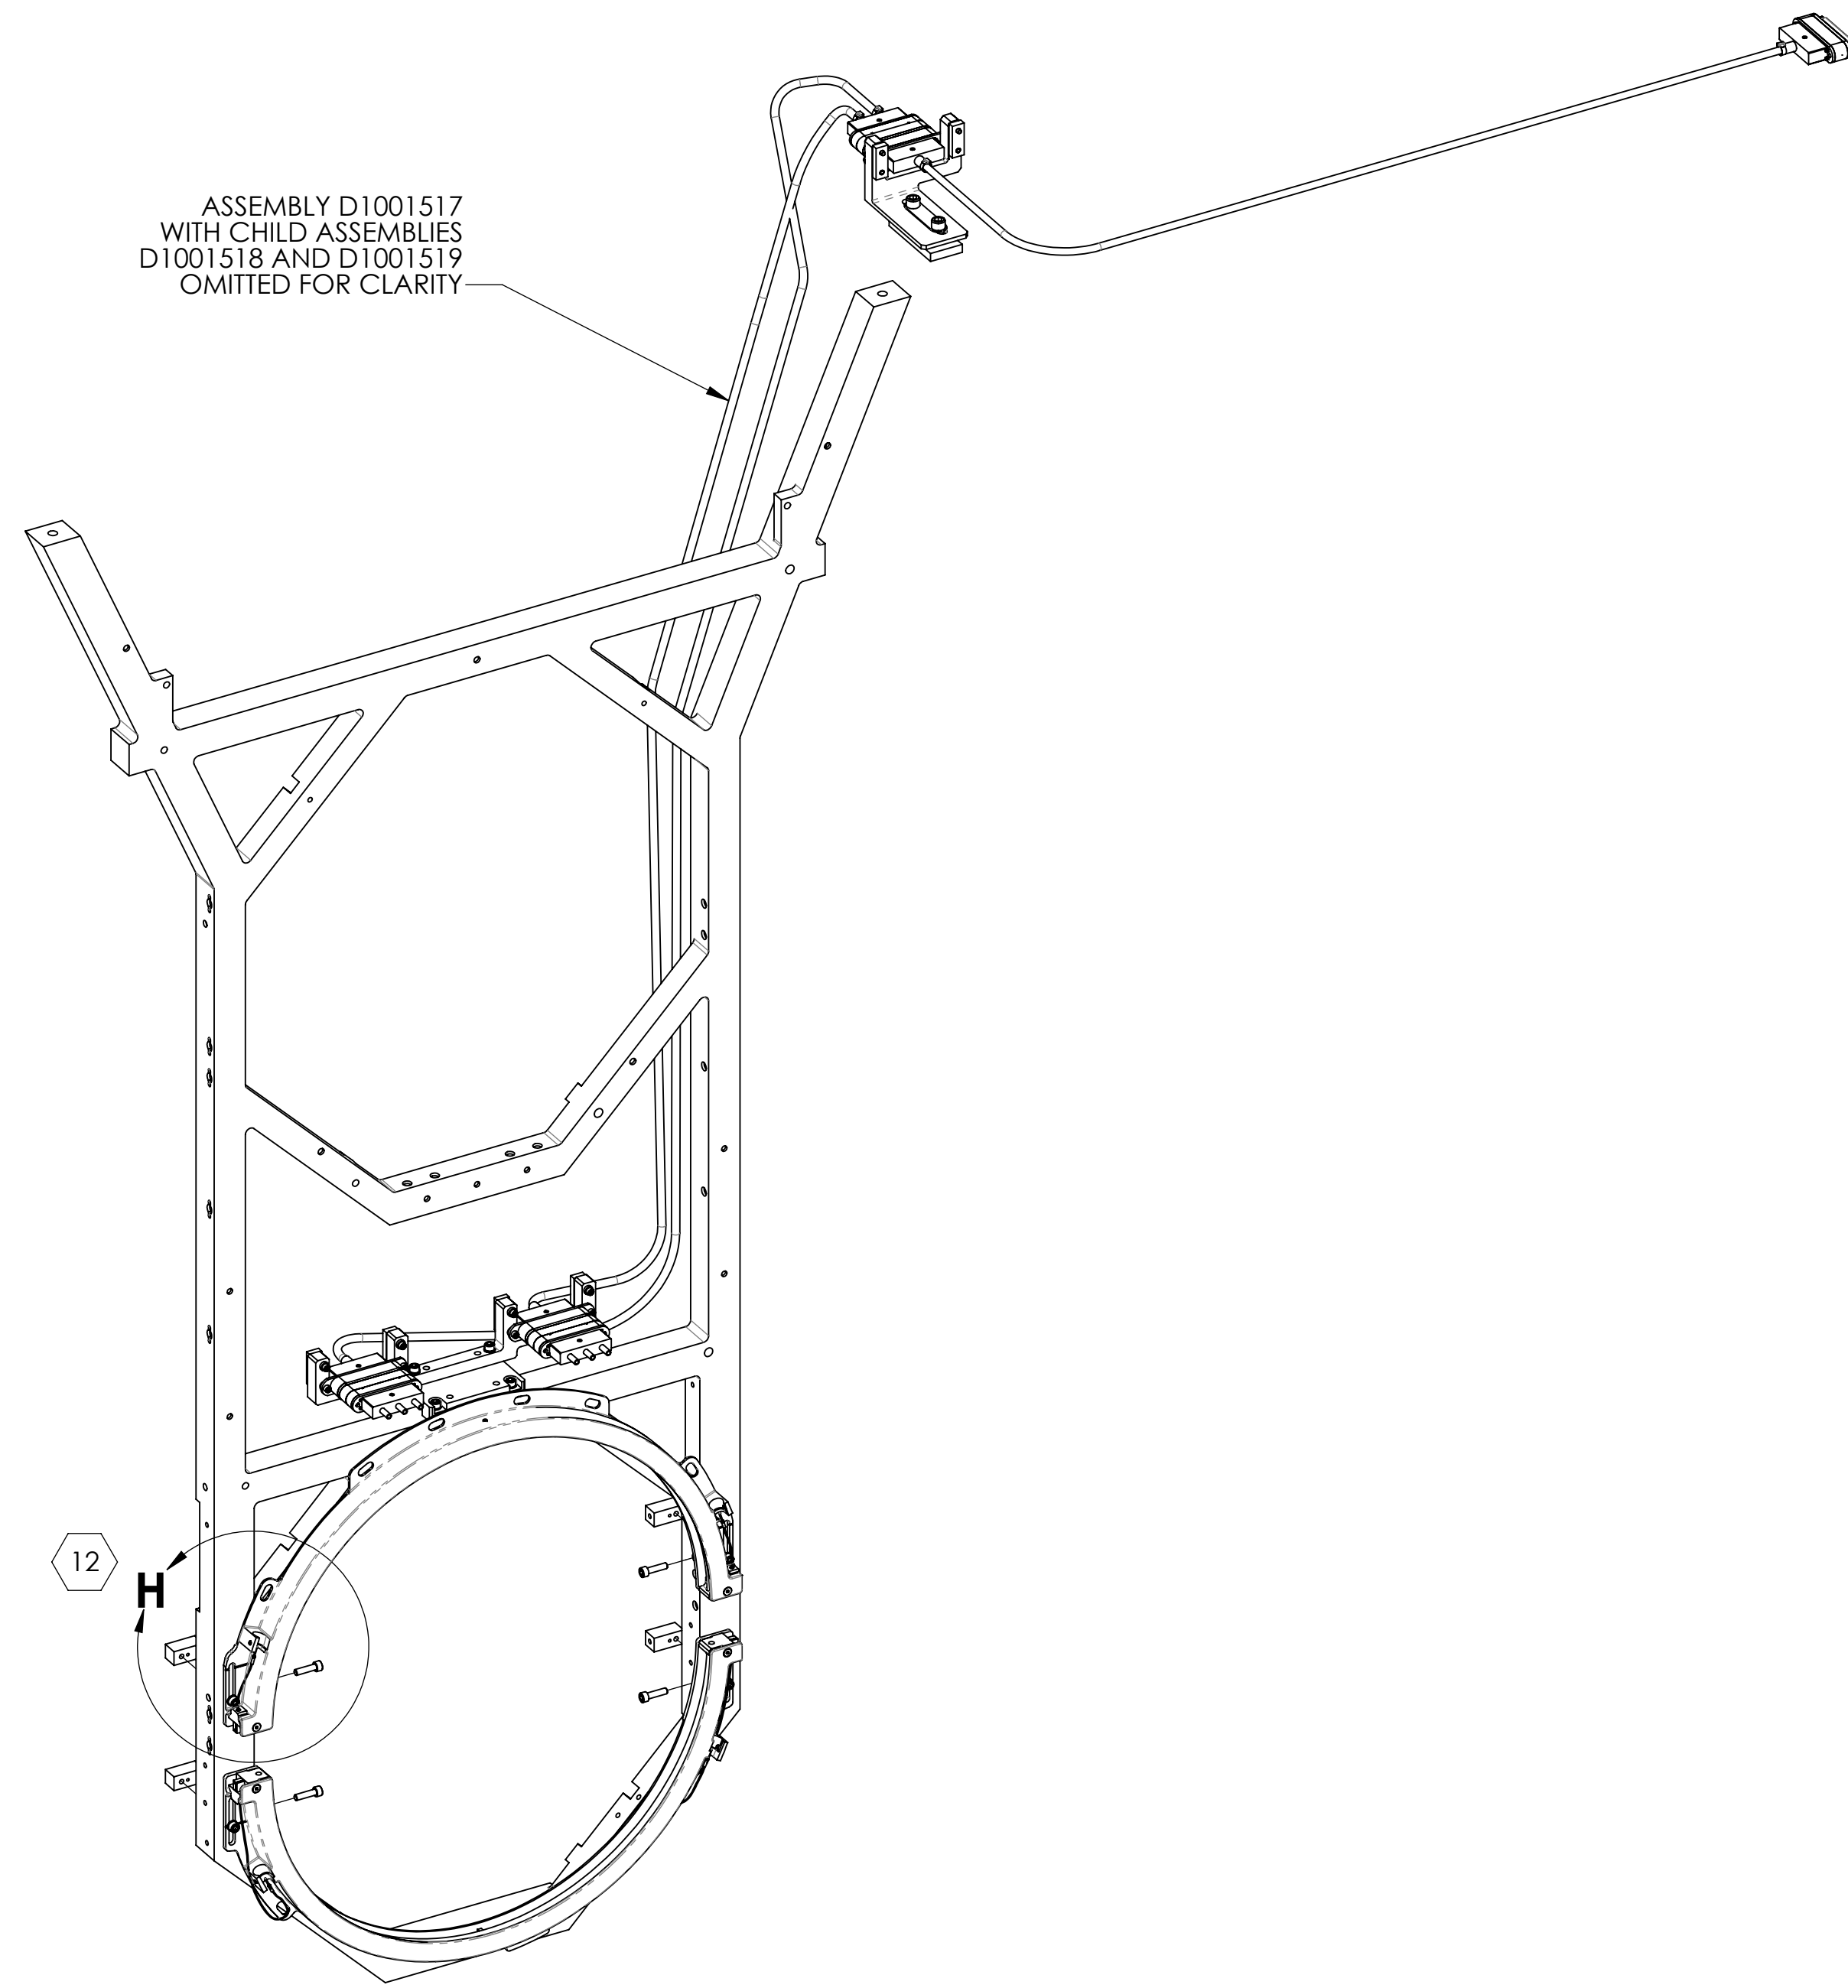 ASSEMBLY D1001517
WITH CHILD ASSEMBLIES
D1001518 AND D1001519
OMITTED FOR CLARITY
12
H